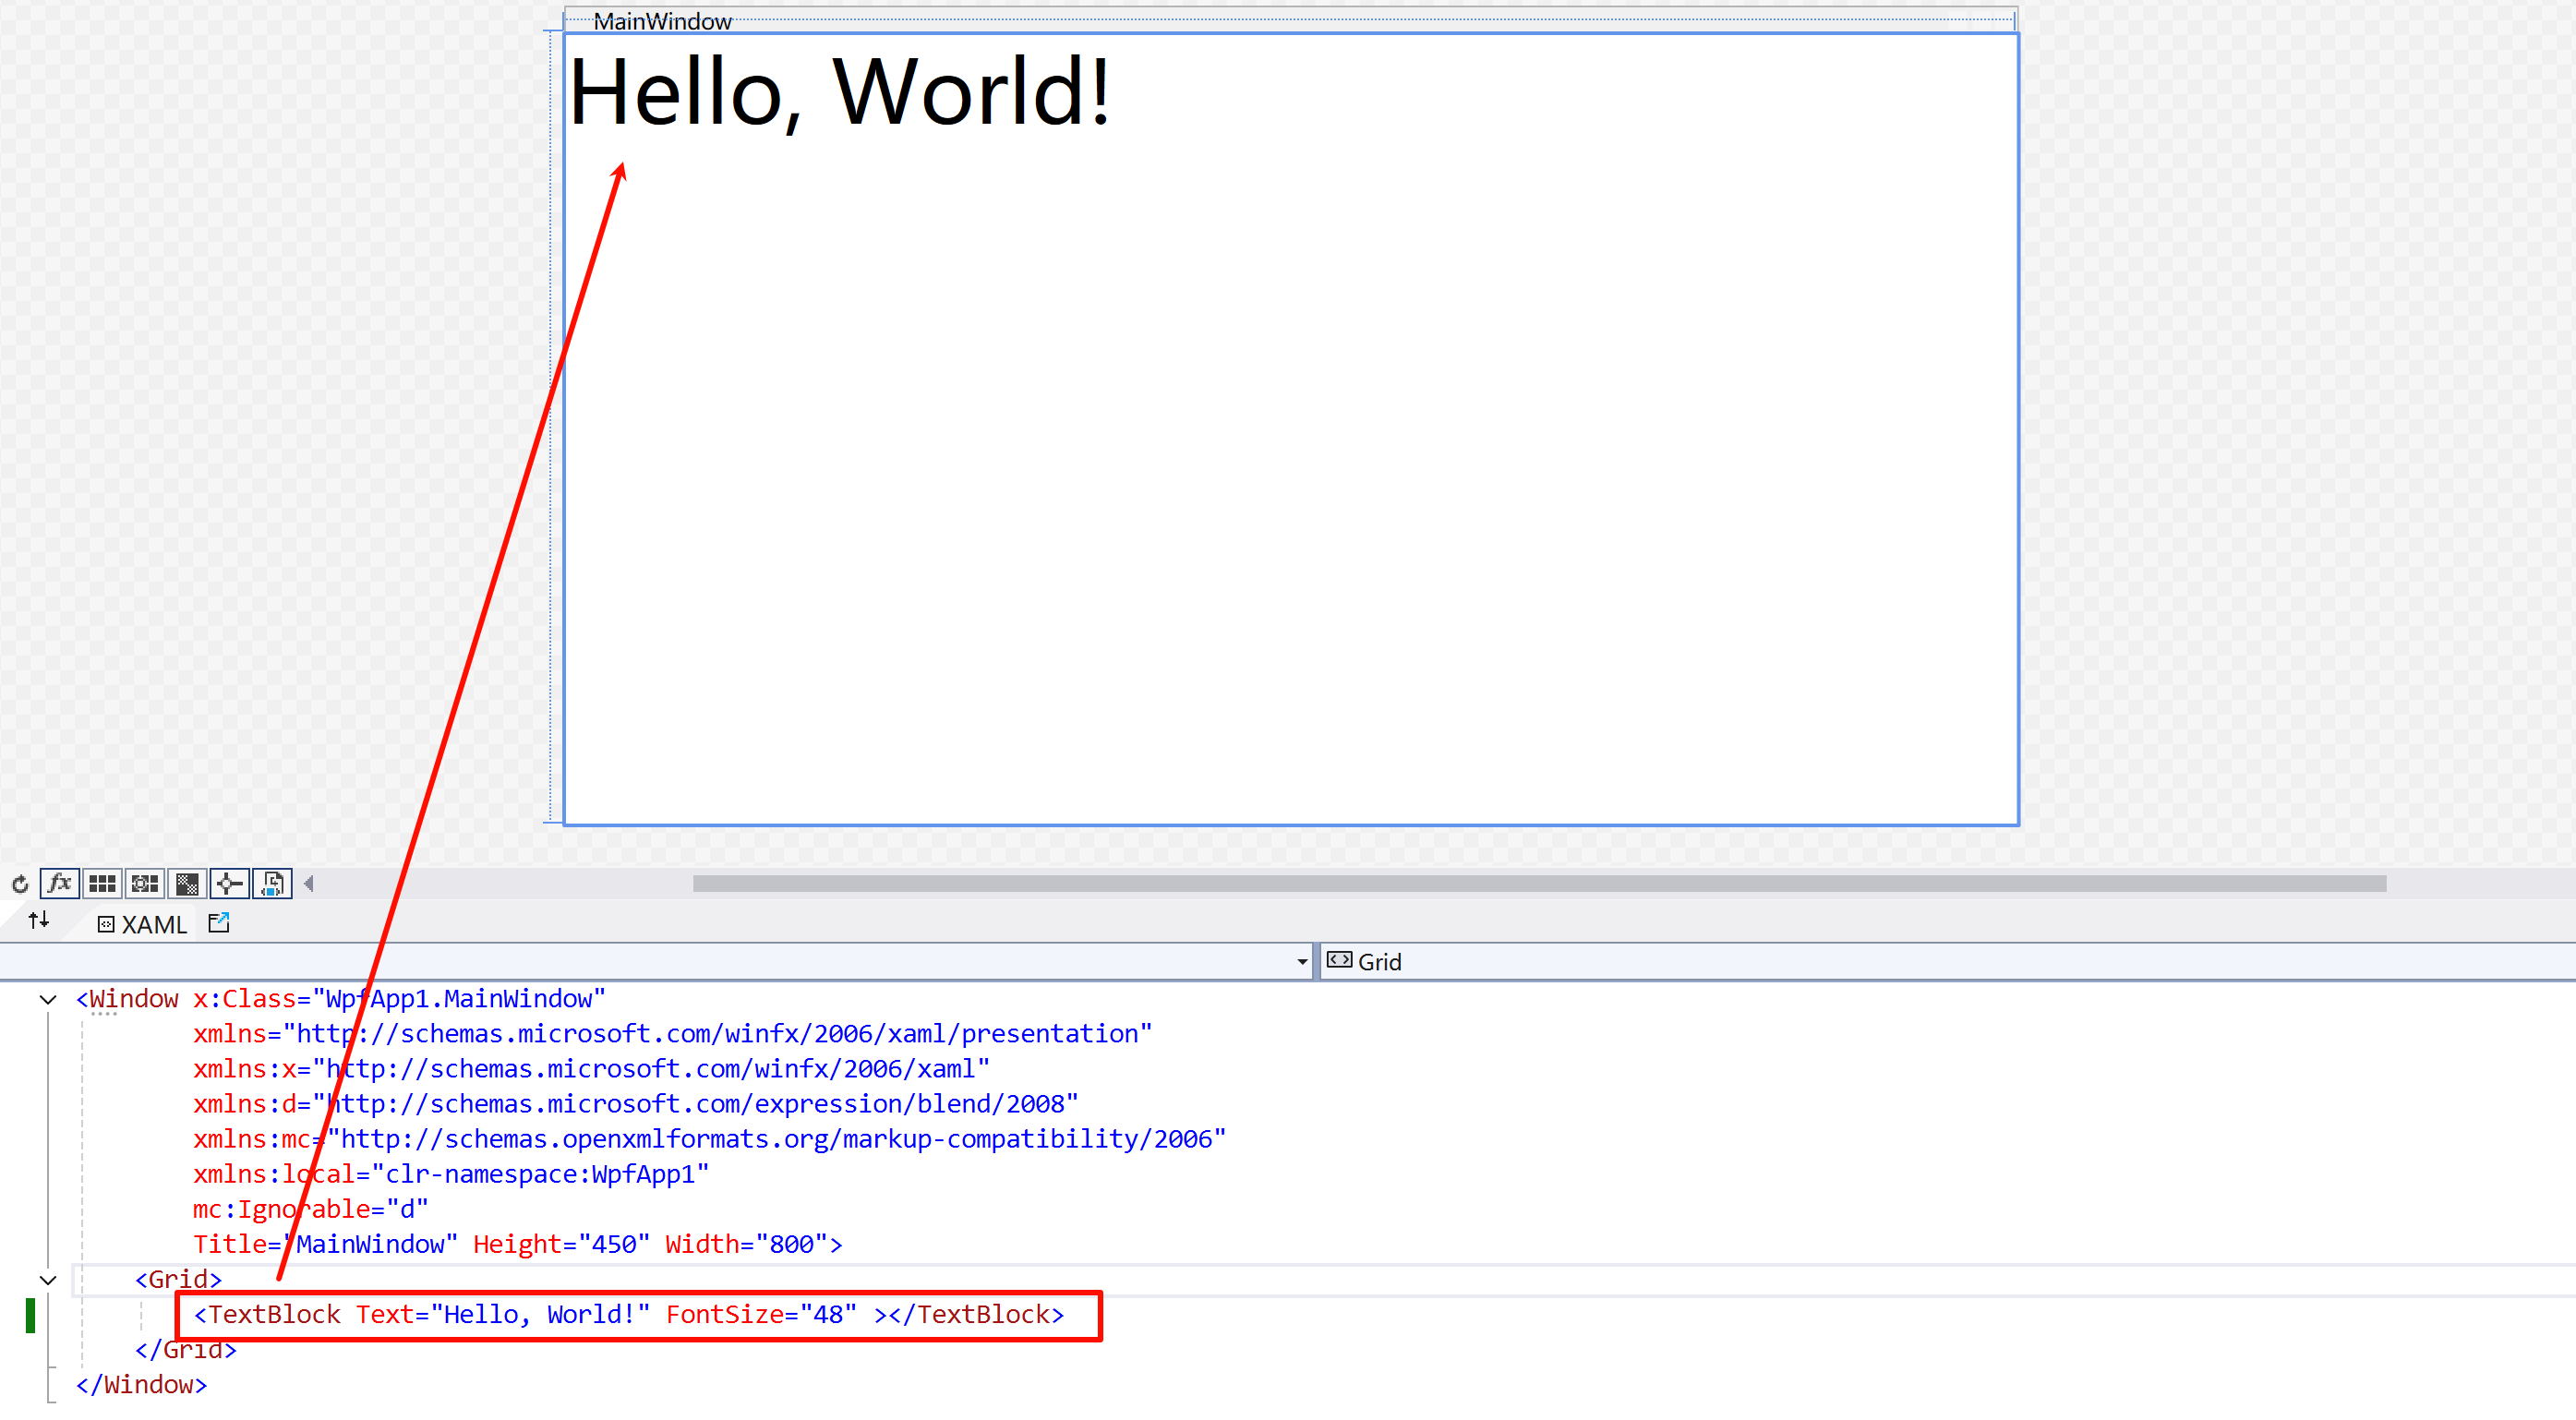 MainWindow
Hello, World!
fx
XAML
Grid
<Window x:Class="WpfApp1.MainWindow"
xmlns="http://schemas.microsoft.com/winfx/2006/xaml/presentation"
xmlns:x="http://schemas.microsoft.com/winfx/2006/xaml"
xmlns:d="http://schemas.microsoft.com/expression/blend/2008"
xmlns:mc="http://schemas.openxmlformats.org/markup-compatibility/2006"
xmlns:local="clr-namespace:WpfApp1"
mc:Ignorable="d"
Title="MainWindow" Height="450" Width="800">
<Grid>
<TextBlock Text="Hello, World!" FontSize="48" ></TextBlock>
</Grid>
</Window>